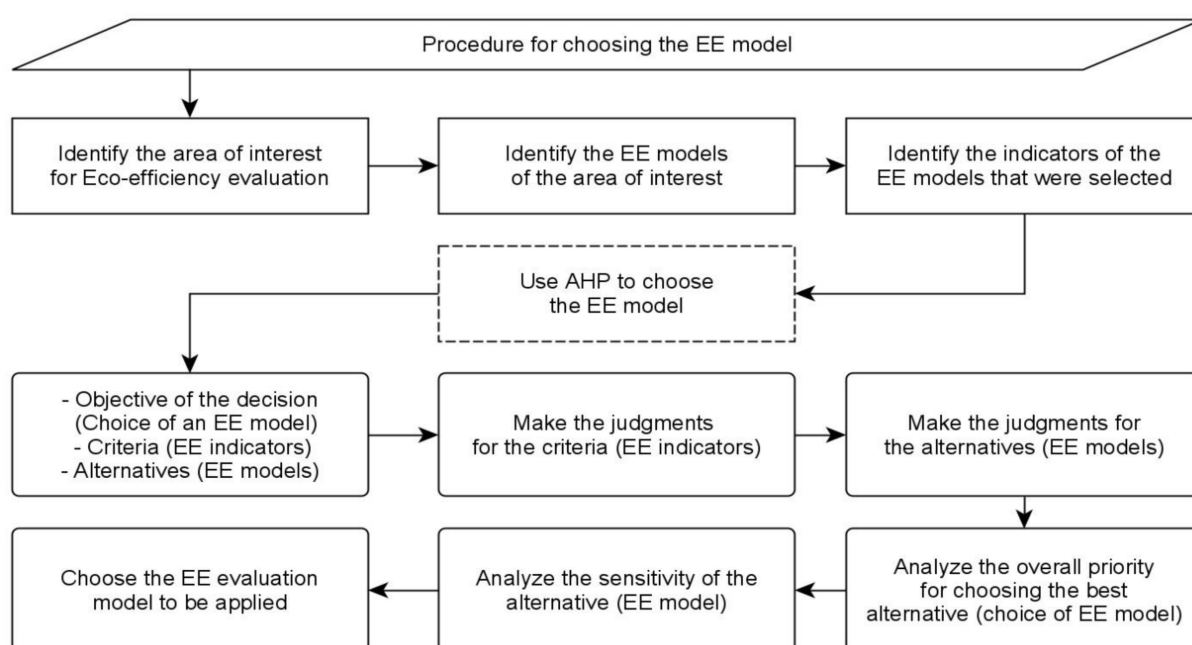 Procedure for choosing the EE model
Identify the area of interest
for Eco-efficiency evaluation
Identify the EE models
of the area of interest
Identify the indicators of the
EE models that were selected
Use AHP to choose
the EE model
- Objective of the decision
(Choice of an EE model)
- Criteria (EE indicators)
- Alternatives (EE models)
Make the judgments
for the criteria (EE indicators)
Make the judgments for
the alternatives (EE models)
Analyze the overall priority
for choosing the best
alternative (choice of EE model)
Analyze the sensitivity of the
alternative (EE model)
Choose the EE evaluation
model to be applied